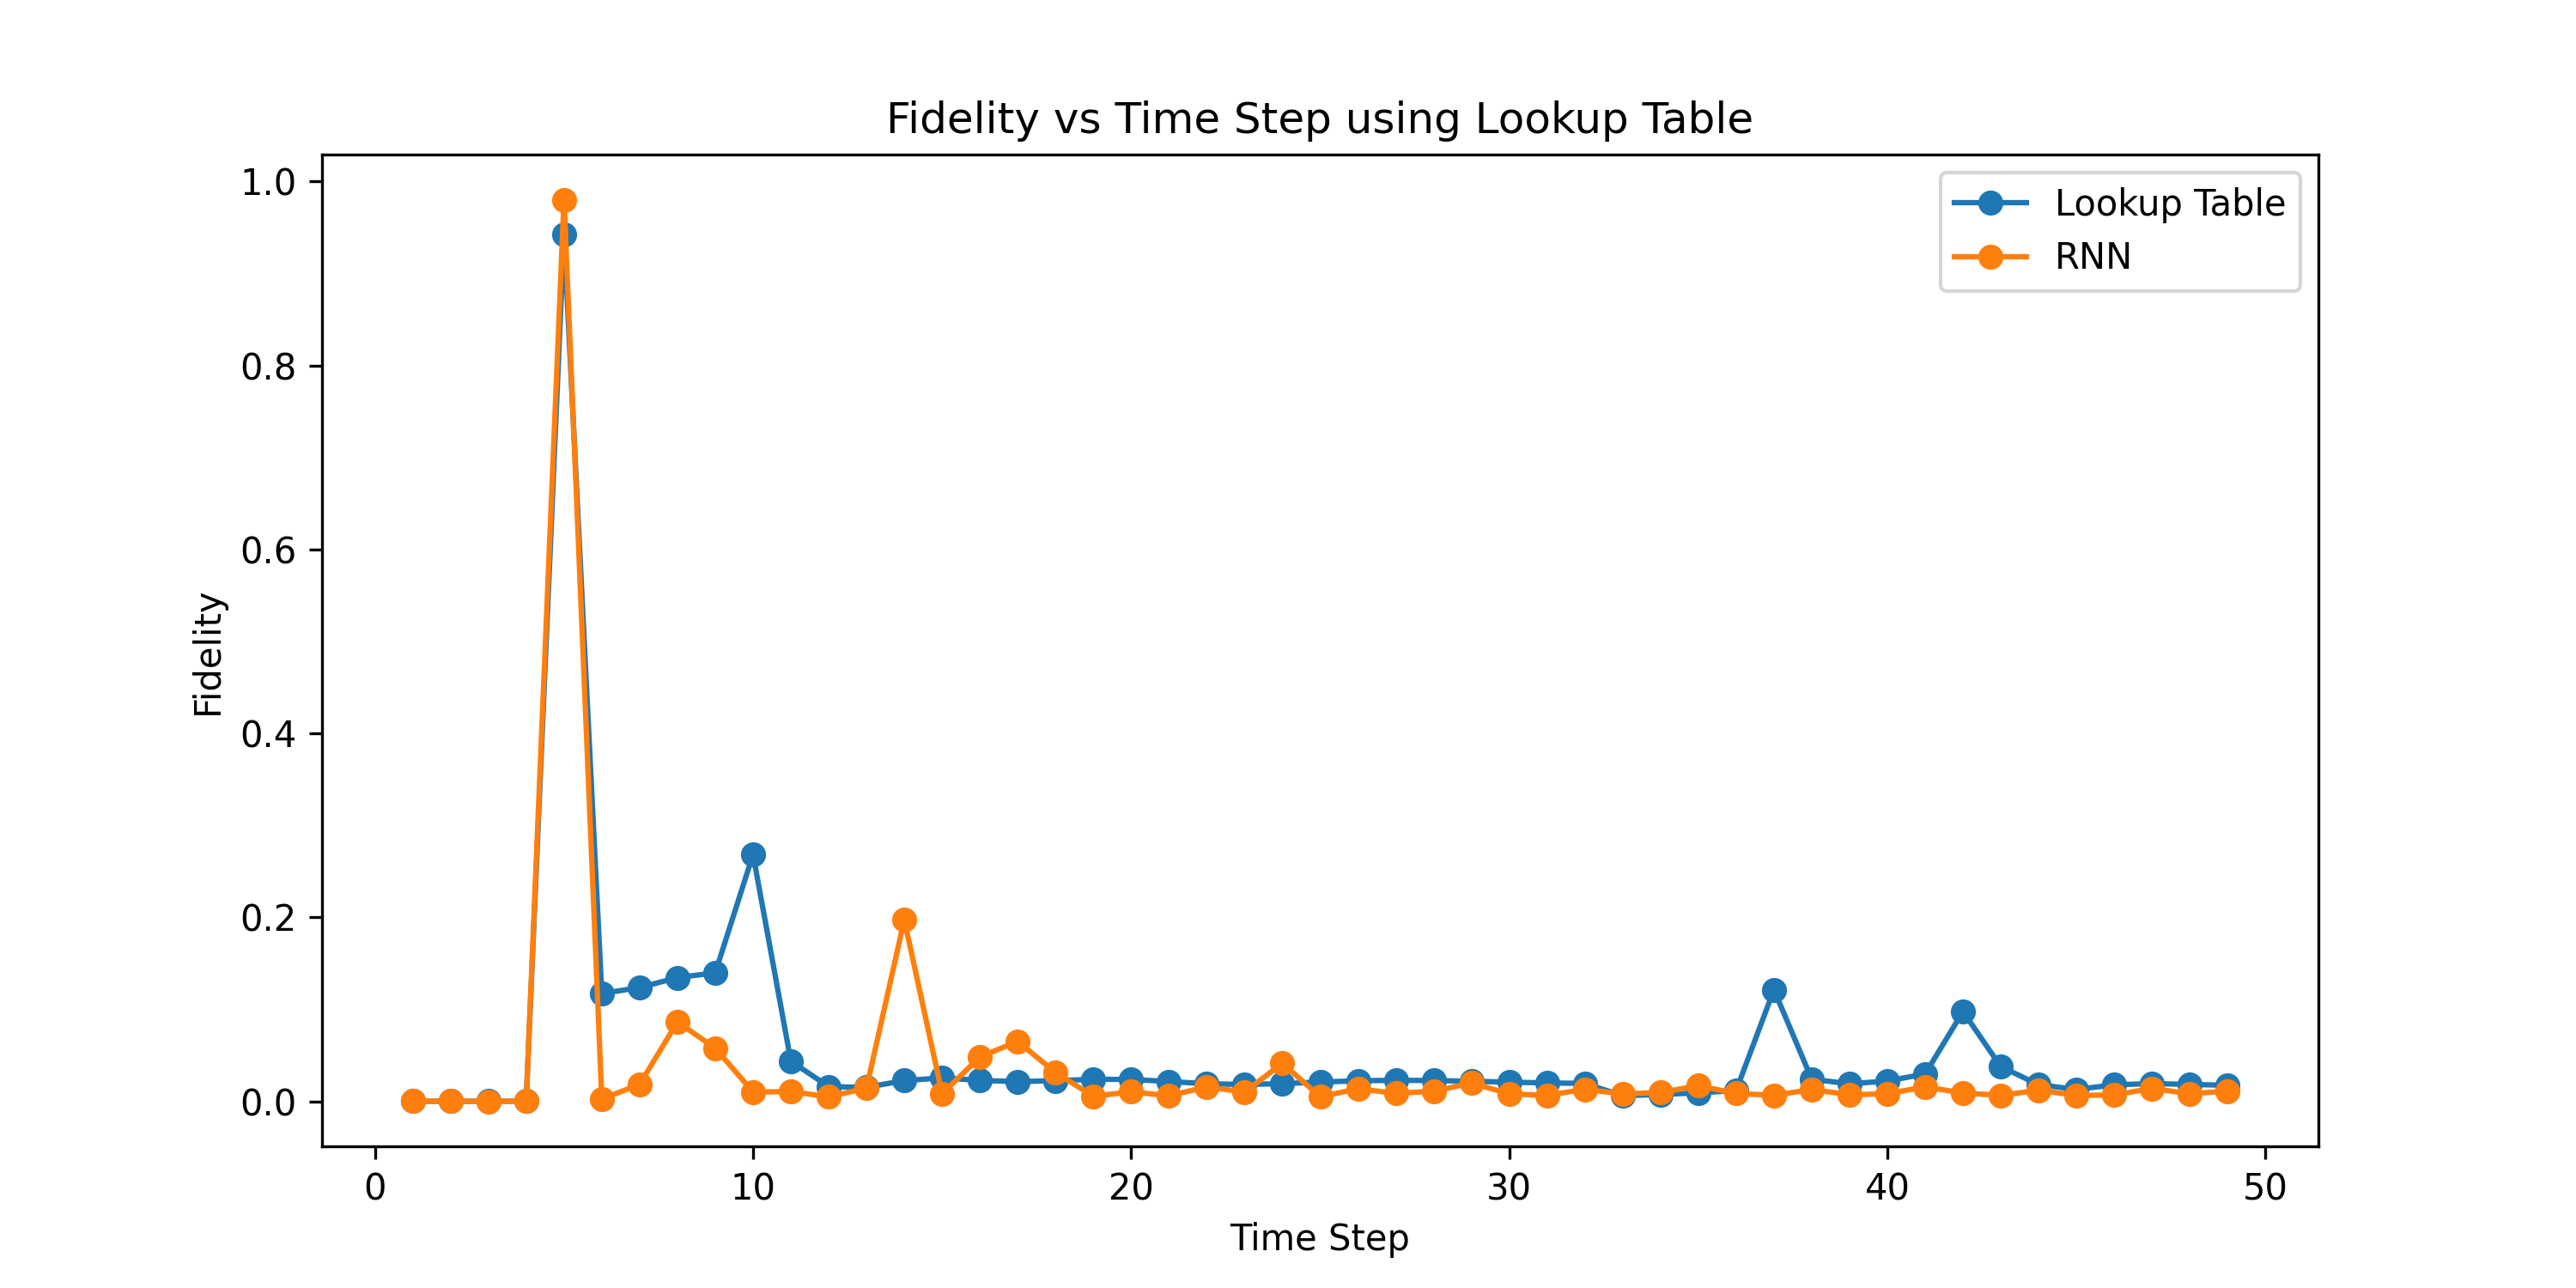 Fidelity vs Time Step using Lookup Table
1.0
0.8
0.6
0.4
0.2
0.0
Fidelity
Lookup Table
RNN
0 10 20 30 40 50
Time Step